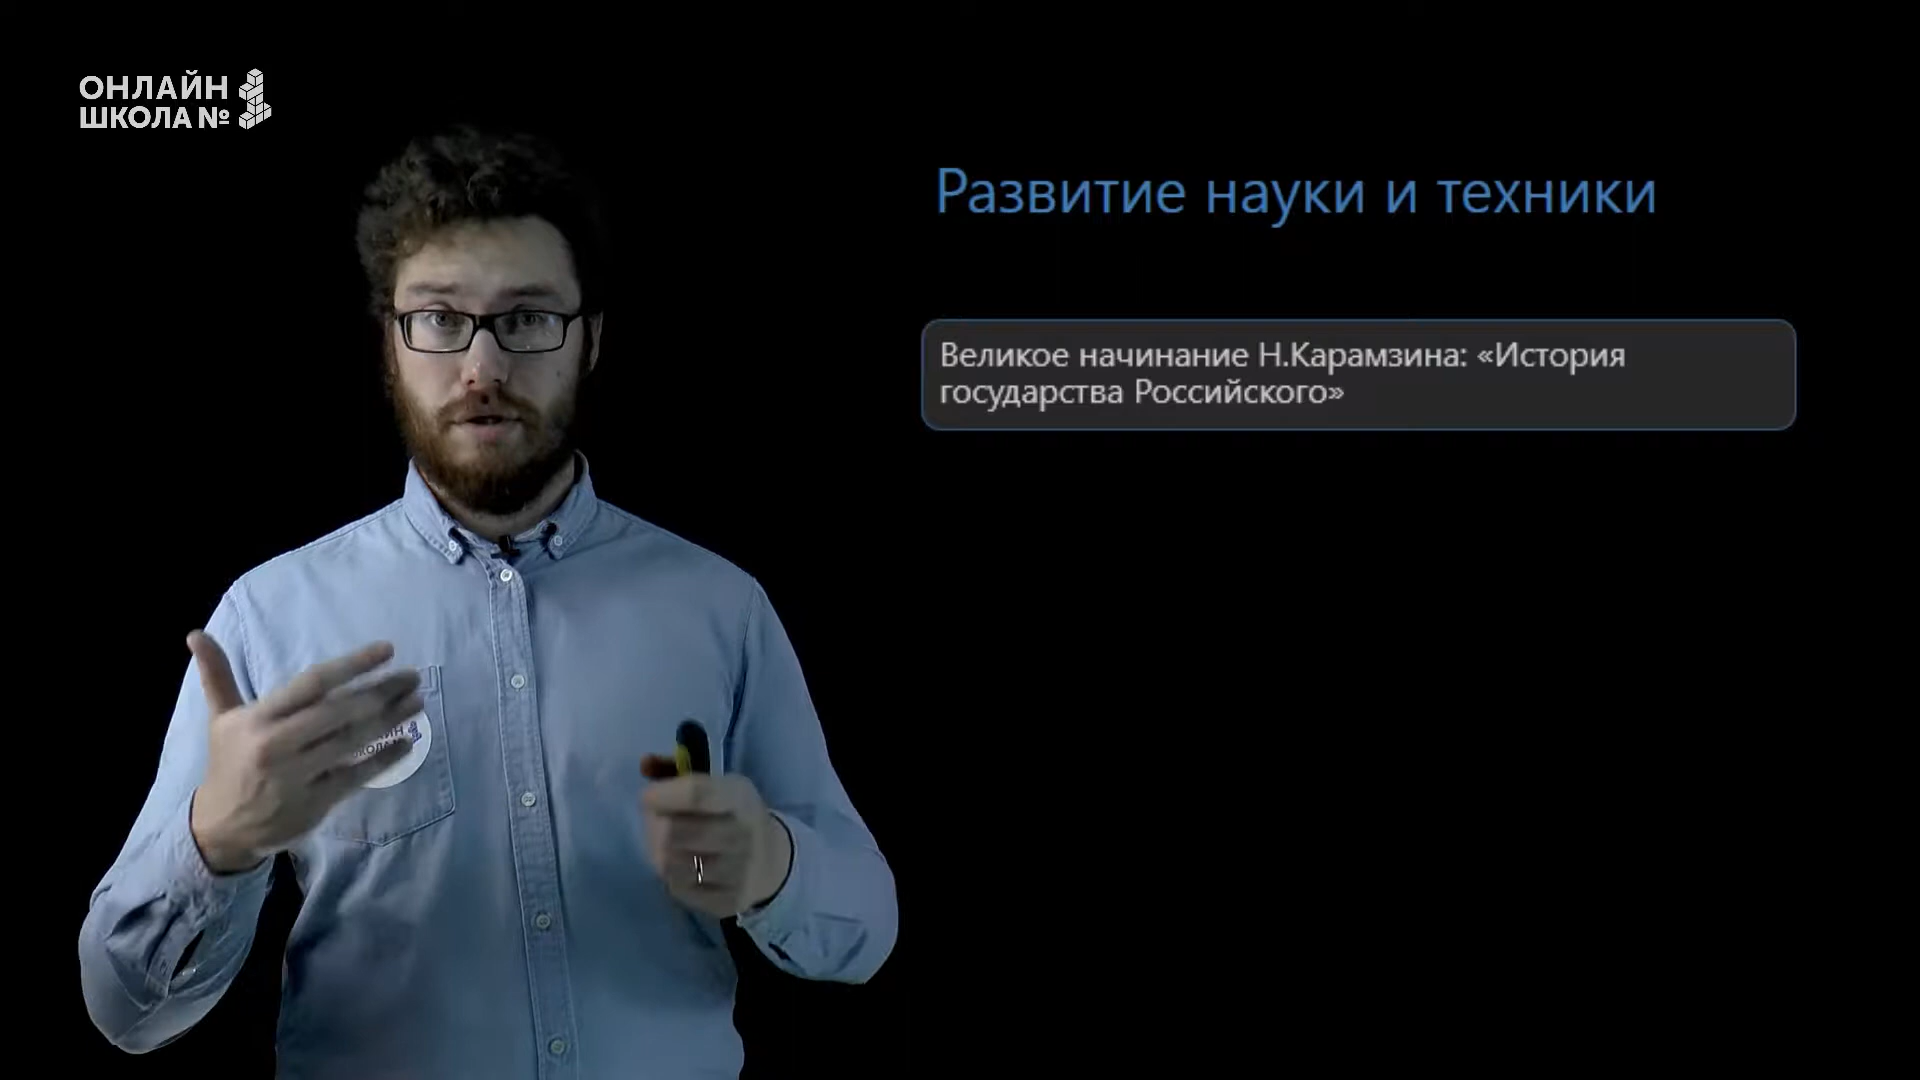 ОНЛАЙН
ШКОЛА №
Развитие науки и техники
Великое начинание Н.Карамзина: «История
государства Российского»